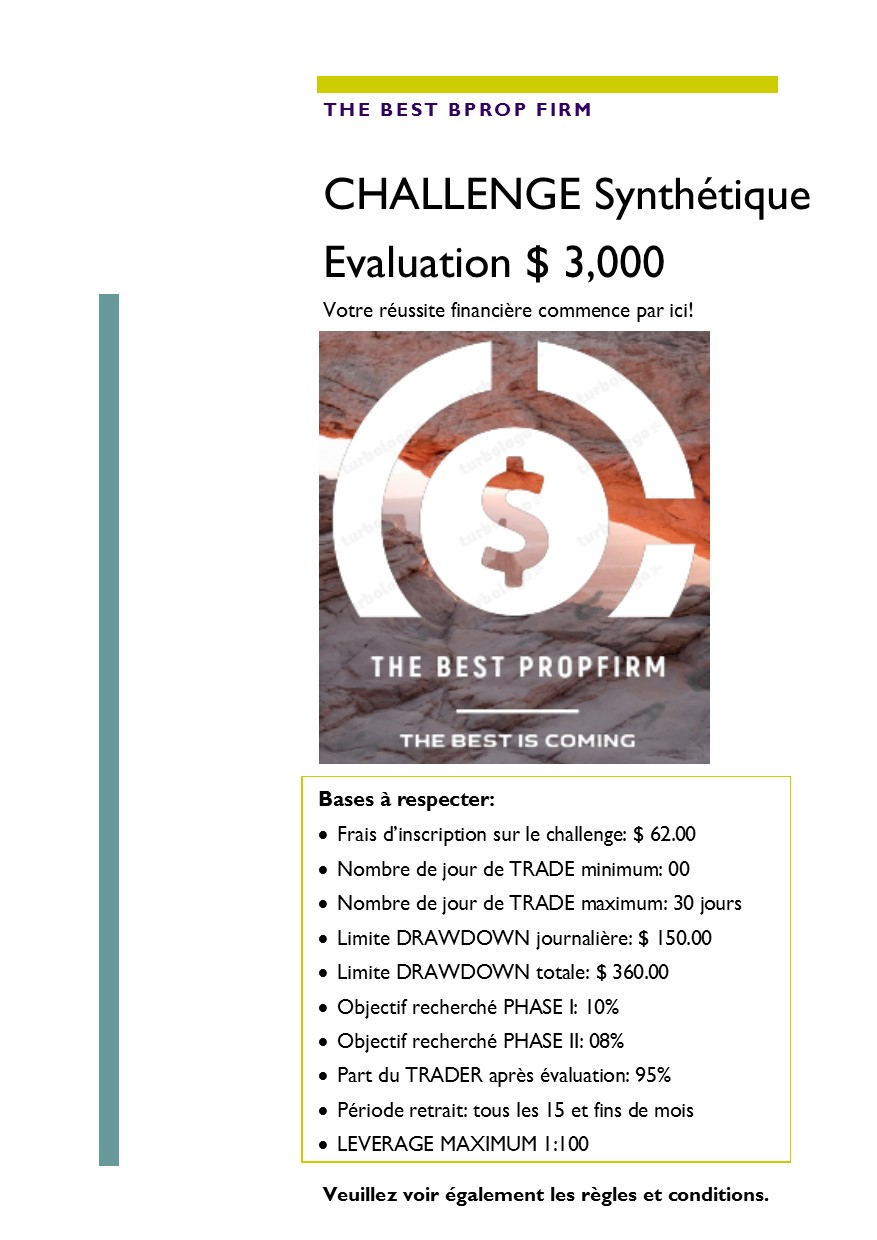 THE BEST BPROP FIRM
CHALLENGE Synthétique
Evaluation $ 3,000
Votre réussite financière commence par ici!
turbologo
THE BEST PROPFIRM
THE BEST IS COMING
Bases à respecter:
• Frais d’inscription sur le challenge: $ 62.00
• Nombre de jour de TRADE minimum: 00
• Nombre de jour de TRADE maximum: 30 jours
• Limite DRAWDOWN journalière: $ 150.00
• Limite DRAWDOWN totale: $ 360.00
• Objectif recherché PHASE I: 10%
• Objectif recherché PHASE II: 08%
• Part du TRADER après évaluation: 95%
• Période retrait: tous les 15 et fins de mois
• LEVERAGE MAXIMUM 1:100
Veuillez voir également les règles et conditions.